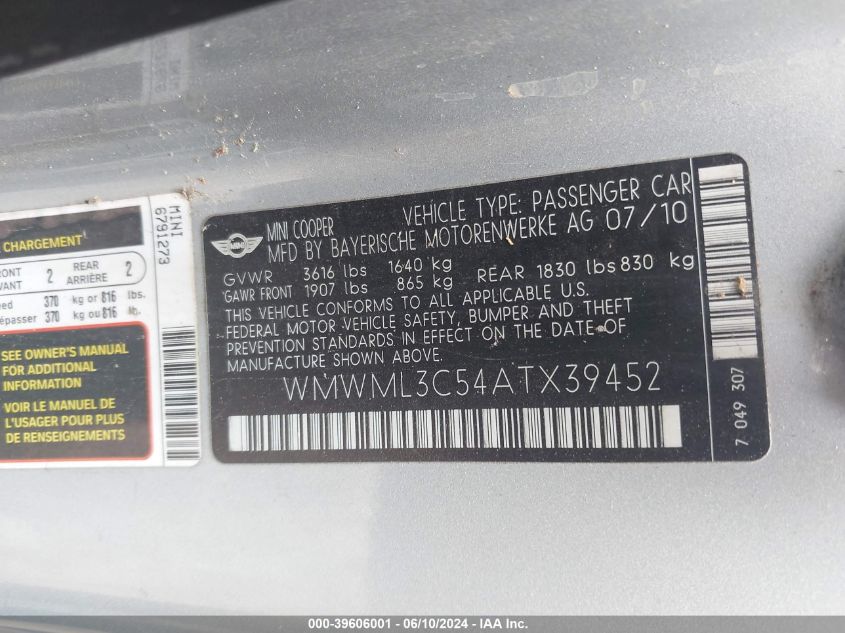 CHARGEMENT
FRONT 2 REAR 2
ARRIÈRE
370 kg or 816 lbs.
370 kg ou 816 lb.
SEE OWNER'S MANUAL
FOR ADDITIONAL
INFORMATION
VOIR LE MANUEL DE
L'USAGER POUR PLUS
DE RENSEIGNEMENTS
MINI
6791273
MINI
MINI COOPER VEHICLE TYPE: PASSENGER CAR
MFD BY BAYERISCHE MOTORENWERKE AG 07/10
GVWR 3616 lbs 1640 kg
GAWR FRONT 1907 lbs 865 kg REAR 1830 lbs 830 kg
THIS VEHICLE CONFORMS TO ALL APPLICABLE U.S.
FEDERAL MOTOR VEHICLE SAFETY, BUMPER AND THEFT
PREVENTION STANDARDS IN EFFECT ON THE DATE OF
MANUFACTURE SHOWN ABOVE.
WMWML3C54ATX39452
7 049 307
000-39606001 - 06/10/2024 - IAA Inc.